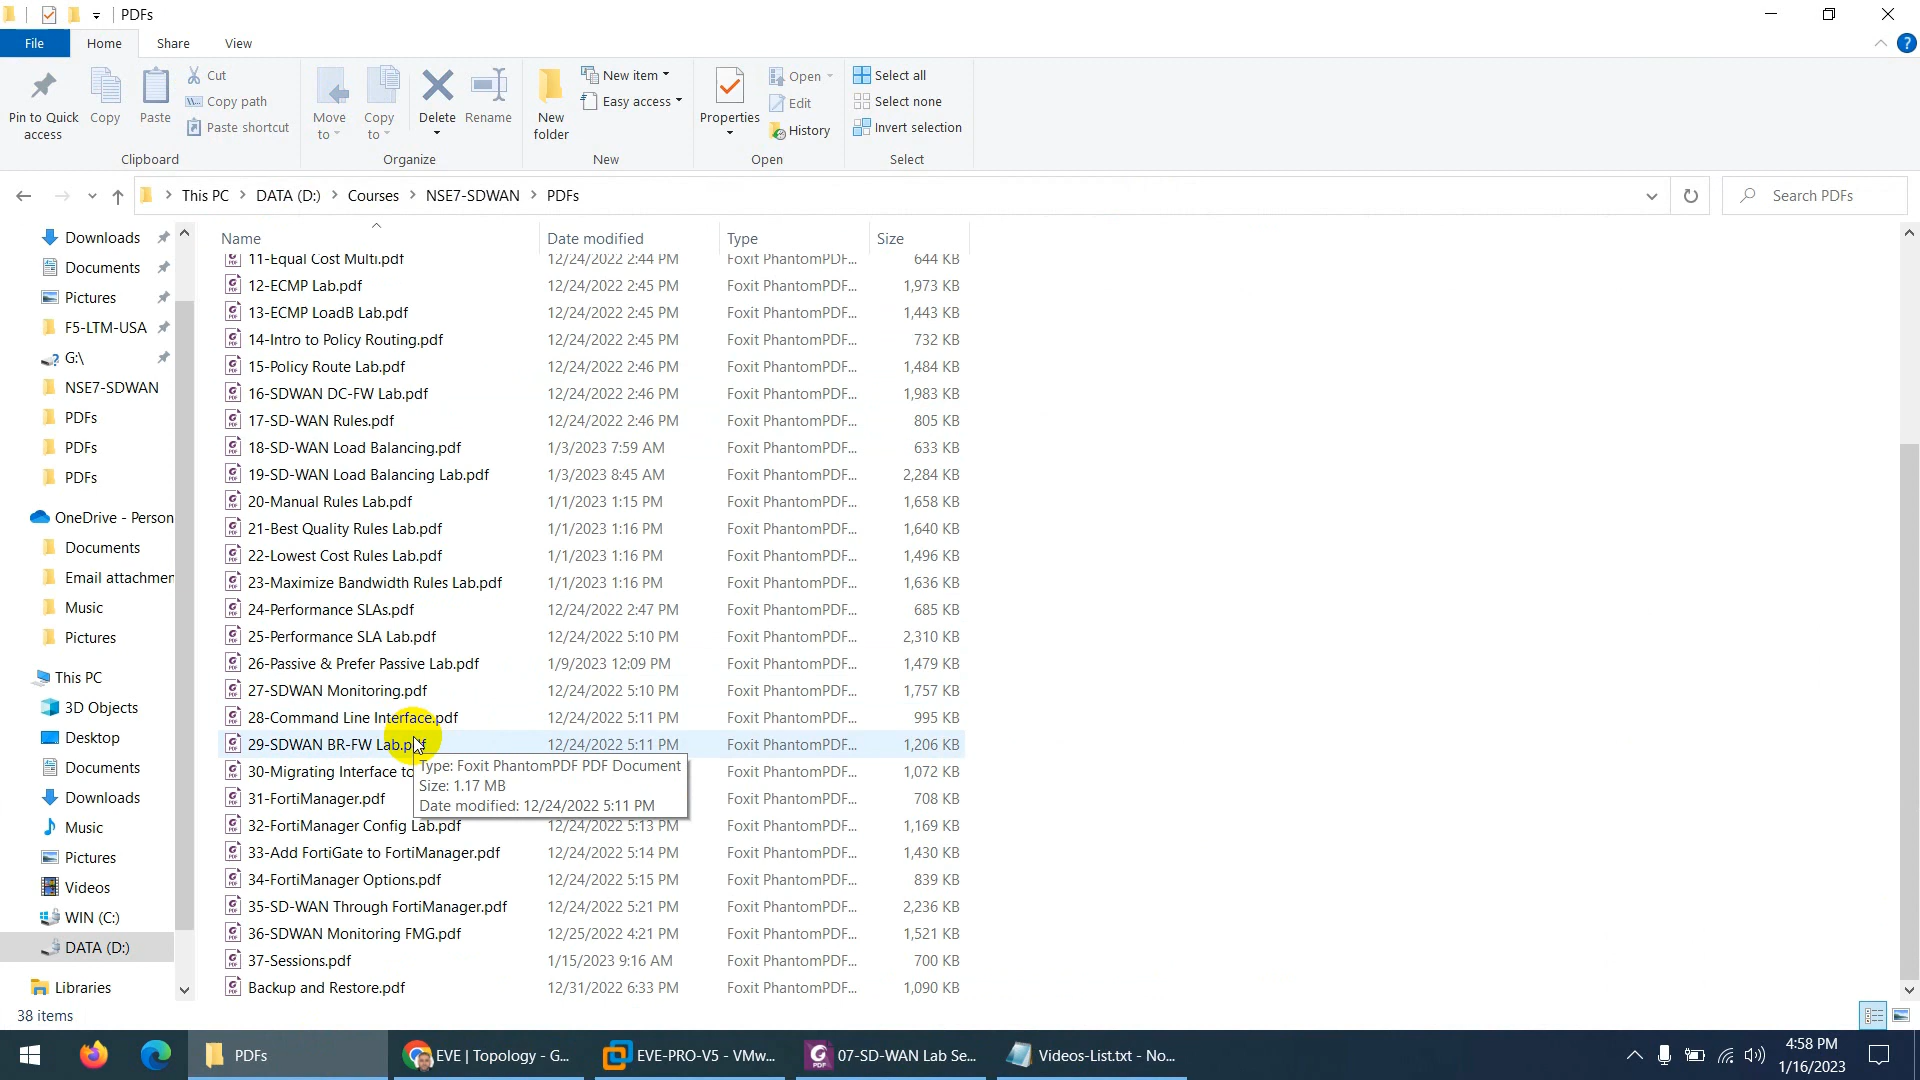 PDFs
File Home Share View
Pin to Quick access
Copy
Paste
Cut
Copy path
Paste shortcut
Clipboard
Move to
Copy to
Delete
Rename
Organize
New folder
New item
Easy access
New
Properties
Open
Edit
History
Open
Select all
Select none
Invert selection
Select
This PC DATA (D:) Courses NSE7-SDWAN PDFs
Search PDFs
Downloads
Documents
Pictures
F5-LTM-USA
G:\
NSE7-SDWAN
PDFs
PDFs
PDFs
OneDrive - Person
Documents
Email attachmen
Music
Pictures
This PC
3D Objects
Desktop
Documents
Downloads
Music
Pictures
Videos
WIN (C:)
DATA (D:)
Libraries
Name Date modified Type Size
11-Equal Cost Multi.pdf 12/24/2022 2:44 PM Foxit PhantomPDF... 644 KB
12-ECMP Lab.pdf 12/24/2022 2:45 PM Foxit PhantomPDF... 1,973 KB
13-ECMP LoadB Lab.pdf 12/24/2022 2:45 PM Foxit PhantomPDF... 1,443 KB
14-Intro to Policy Routing.pdf 12/24/2022 2:45 PM Foxit PhantomPDF... 732 KB
15-Policy Route Lab.pdf 12/24/2022 2:46 PM Foxit PhantomPDF... 1,484 KB
16-SDWAN DC-FW Lab.pdf 12/24/2022 2:46 PM Foxit PhantomPDF... 1,983 KB
17-SD-WAN Rules.pdf 12/24/2022 2:46 PM Foxit PhantomPDF... 805 KB
18-SD-WAN Load Balancing.pdf 1/3/2023 7:59 AM Foxit PhantomPDF... 633 KB
19-SD-WAN Load Balancing Lab.pdf 1/3/2023 8:45 AM Foxit PhantomPDF... 2,284 KB
20-Manual Rules Lab.pdf 1/1/2023 1:15 PM Foxit PhantomPDF... 1,658 KB
21-Best Quality Rules Lab.pdf 1/1/2023 1:16 PM Foxit PhantomPDF... 1,640 KB
22-Lowest Cost Rules Lab.pdf 1/1/2023 1:16 PM Foxit PhantomPDF... 1,496 KB
23-Maximize Bandwidth Rules Lab.pdf 1/1/2023 1:16 PM Foxit PhantomPDF... 1,636 KB
24-Performance SLAs.pdf 12/24/2022 2:47 PM Foxit PhantomPDF... 685 KB
25-Performance SLA Lab.pdf 12/24/2022 5:10 PM Foxit PhantomPDF... 2,310 KB
26-Passive & Prefer Passive Lab.pdf 1/9/2023 12:09 PM Foxit PhantomPDF... 1,479 KB
27-SDWAN Monitoring.pdf 12/24/2022 5:10 PM Foxit PhantomPDF... 1,757 KB
28-Command Line Interface.pdf 12/24/2022 5:11 PM Foxit PhantomPDF... 995 KB
29-SDWAN BR-FW Lab.pdf 12/24/2022 5:11 PM Foxit PhantomPDF... 1,206 KB
30-Migrating Interface to Foxit PhantomPDF... 1,072 KB
31-FortiManager.pdf Foxit PhantomPDF... 708 KB
Type: Foxit PhantomPDF PDF Document
Size: 1.17 MB
Date modified: 12/24/2022 5:11 PM
32-FortiManager Config Lab.pdf 12/24/2022 5:13 PM Foxit PhantomPDF... 1,169 KB
33-Add FortiGate to FortiManager.pdf 12/24/2022 5:14 PM Foxit PhantomPDF... 1,430 KB
34-FortiManager Options.pdf 12/24/2022 5:15 PM Foxit PhantomPDF... 839 KB
35-SD-WAN Through FortiManager.pdf 12/24/2022 5:21 PM Foxit PhantomPDF... 2,236 KB
36-SDWAN Monitoring FMG.pdf 12/25/2022 4:21 PM Foxit PhantomPDF... 1,521 KB
37-Sessions.pdf 1/15/2023 9:16 AM Foxit PhantomPDF... 700 KB
Backup and Restore.pdf 12/31/2022 6:33 PM Foxit PhantomPDF... 1,090 KB
38 items
PDFs
EVE | Topology - G...
EVE-PRO-V5 - VMw...
07-SD-WAN Lab Se...
Videos-List.txt - No...
4:58 PM
1/16/2023